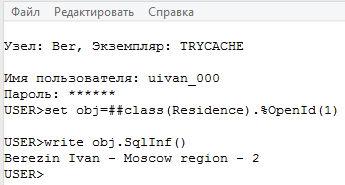 Файл Редактировать Справка
Узел: Ber, Экземпляр: TRYCACHE
Имя пользователя: uivan_000
Пароль: ******
USER>set obj=##class(Residence).%OpenId(1)
USER>write obj.SqlInf()
Berezin Ivan - Moscow region - 2
USER>